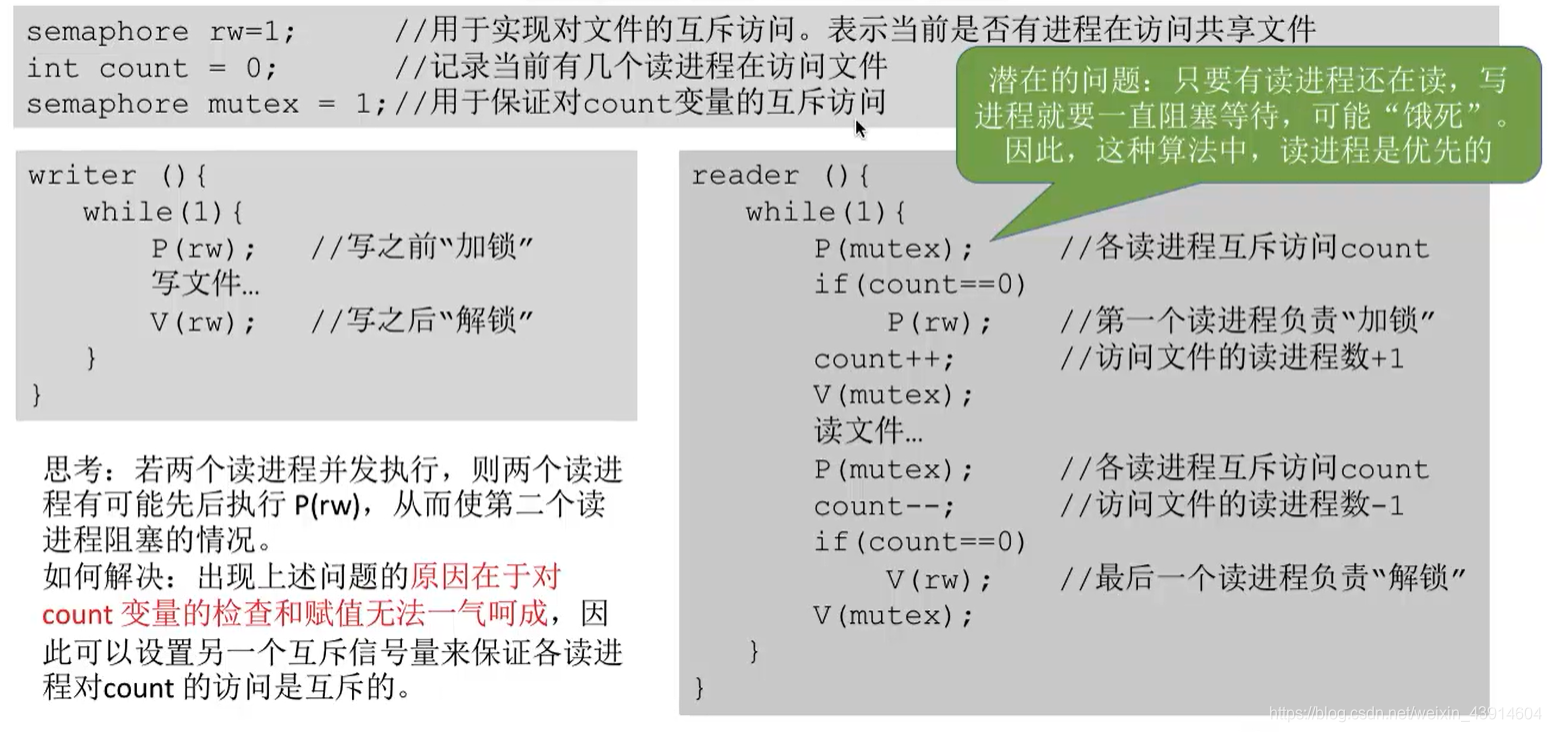 semaphore rw=1; //用于实现对文件的互斥访问。表示当前是否有进程在访问共享文件
int count = 0; //记录当前有几个读进程在访问文件
semaphore mutex = 1;//用于保证对count变量的互斥访问
潜在的问题：只要有读进程还在读，写
进程就要一直阻塞等待，可能“饿死”。
因此，这种算法中，读进程是优先的
writer (){
while(1){
P(rw); //写之前“加锁”
写文件…
V(rw); //写之后“解锁”
}
}
思考：若两个读进程并发执行，则两个读进
程有可能先后执行 P(rw)，从而使第二个读
进程阻塞的情况。
如何解决：出现上述问题的原因在于对
count 变量的检查和赋值无法一气呵成，因
此可以设置另一个互斥信号量来保证各读进
程对count 的访问是互斥的。
reader (){
while(1){
P(mutex); //各读进程互斥访问count
if(count==0)
P(rw); //第一个读进程负责“加锁”
count++; //访问文件的读进程数+1
V(mutex);
读文件…
P(mutex); //各读进程互斥访问count
count--; //访问文件的读进程数-1
if(count==0)
V(rw); //最后一个读进程负责“解锁”
V(mutex);
}
}
https://blog.csdn.net/weixin_43914604